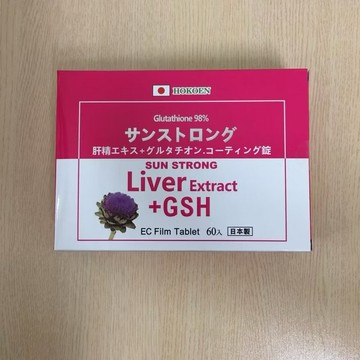 HOKOEN
Glutathione 98%
サンストロング
肝精エキス+グルタチオン.コーティング錠
SUN STRONG
Liver Extract
+GSH
EC Film Tablet 60入 日本製